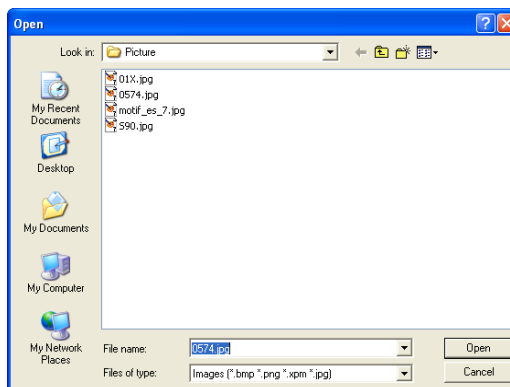 Open
Look in: Picture
01X.jpg
0574.jpg
motif_es_7.jpg
S90.jpg
My Recent
Documents
Desktop
My Documents
My Computer
My Network
Places
File name: 0574.jpg Open
Files of type: Images (*.bmp *.png *.xpm *.jpg) Cancel